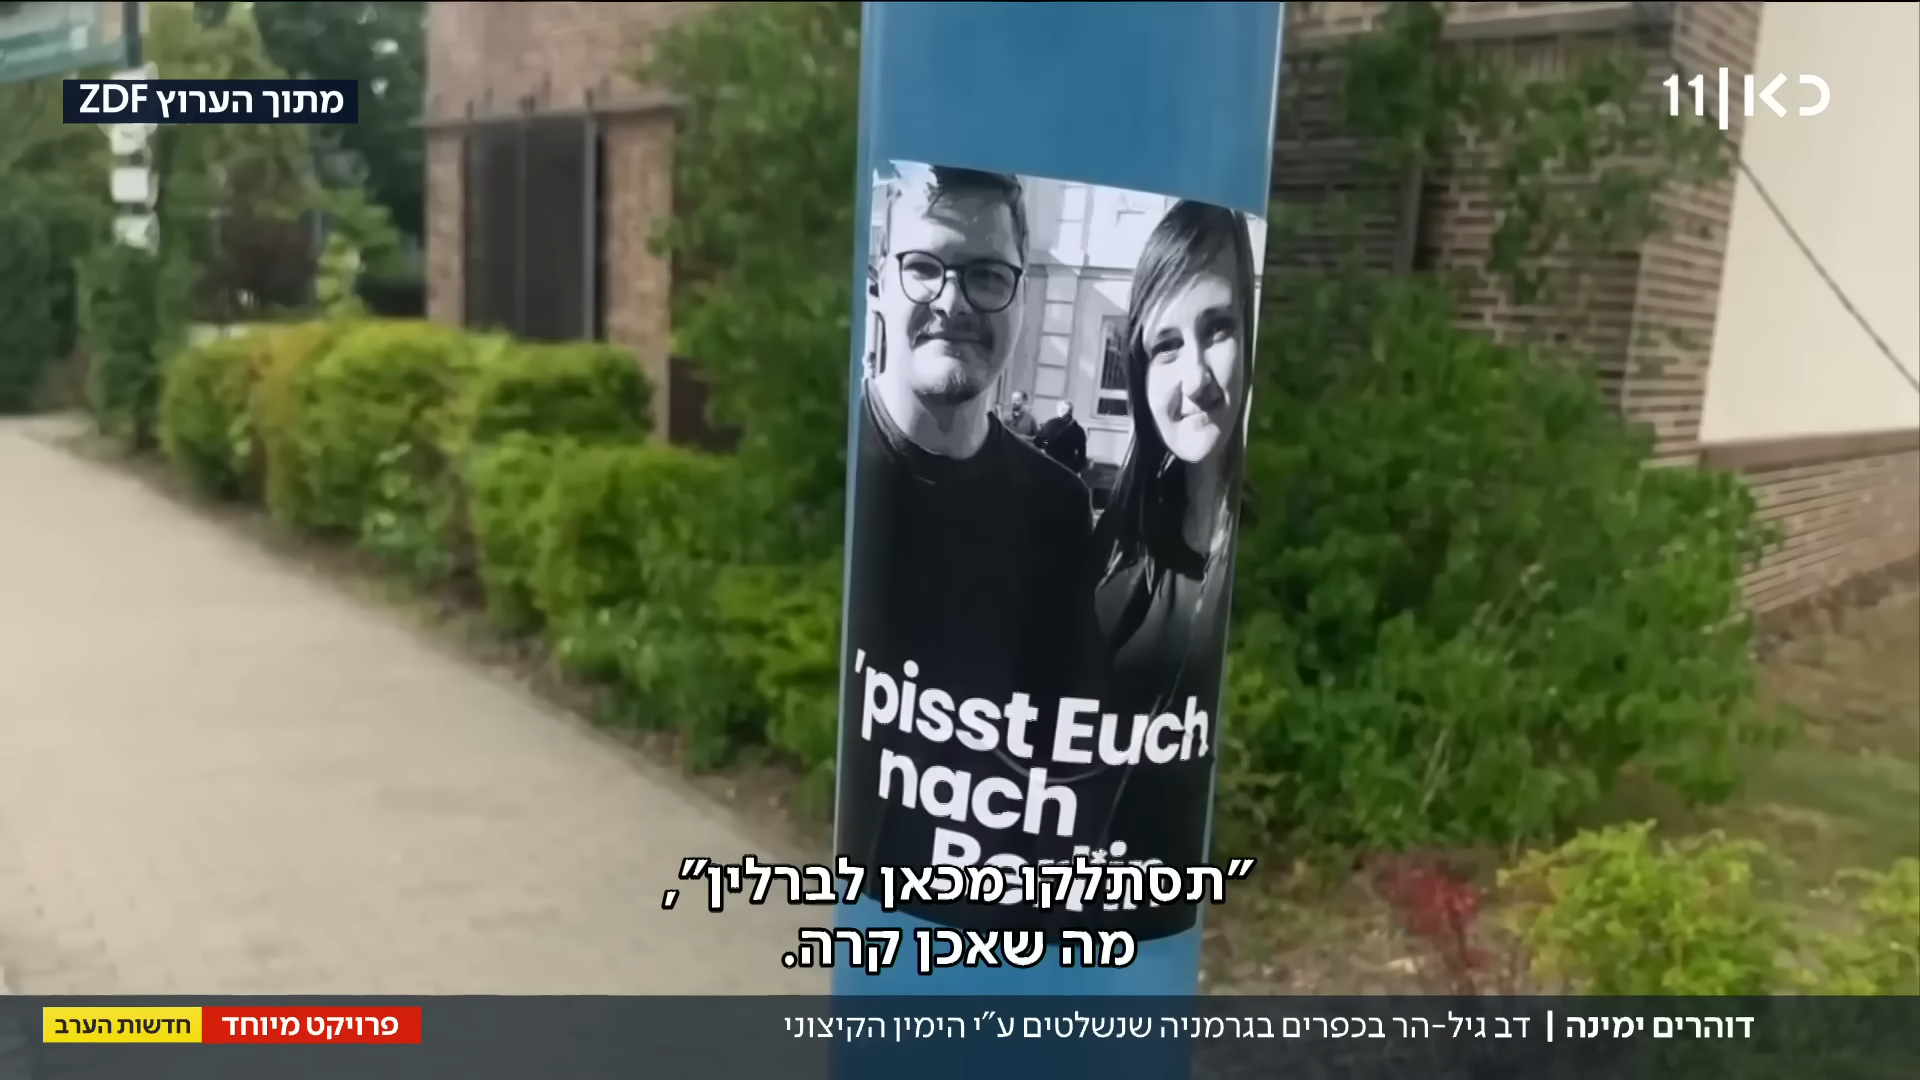 מתוך הערוץ ZDF
כאן|11
'pisst Euch
nach
Berlin
"תסתלקו מכאן לברלין",
מה שאכן קרה.
דוהרים ימינה | דב גיל-הר בכפרים בגרמניה שנשלטים ע"י הימין הקיצוני
פרויקט מיוחד
חדשות הערב